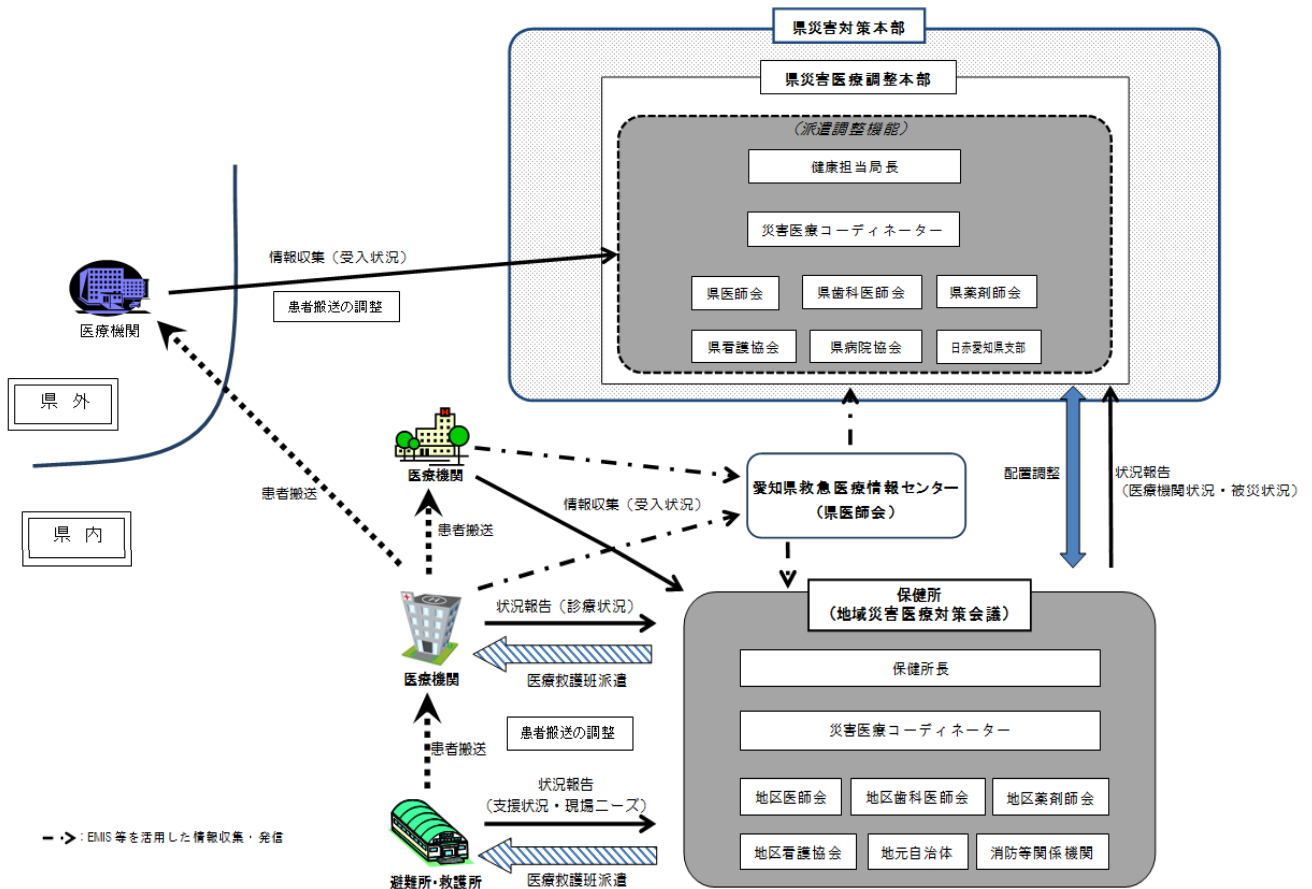 県災害対策本部
県災害医療調整本部
（派遣調整機能）
健康担当局長
災害医療コーディネーター
県医師会
県歯科医師会
県薬剤師会
県看護協会
県病院協会
日赤愛知県支部
情報収集（受入状況）
患者搬送の調整
医療機関
県 外
県 内
患者搬送
医療機関
患者搬送
情報収集（受入状況）
愛知県救急医療情報センター
（県医師会）
配置調整
状況報告
（医療機関状況・被災状況）
保健所
（地域災害医療対策会議）
保健所長
災害医療コーディネーター
地区医師会
地区歯科医師会
地区薬剤師会
地区看護協会
地元自治体
消防等関係機関
状況報告（診療状況）
医療救護班派遣
医療機関
患者搬送の調整
患者搬送
状況報告
（支援状況・現場ニーズ）
医療救護班派遣
避難所・救護所
：EMIS 等を活用した情報収集・発信